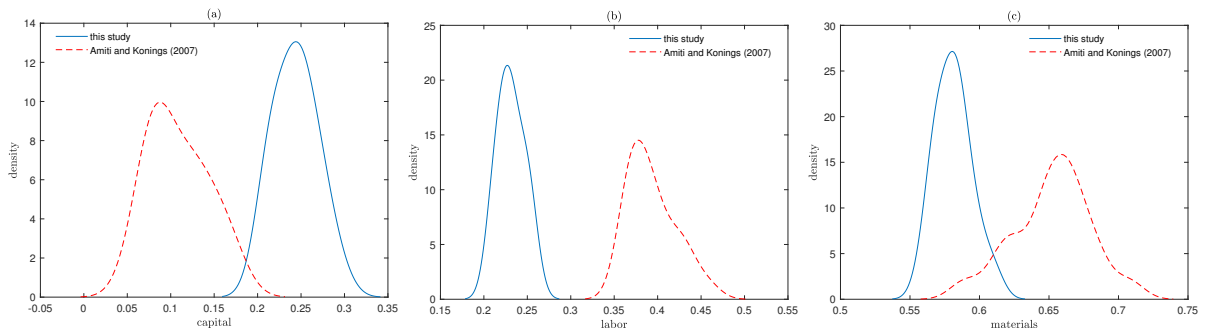 (a)
14
12
10
8
6
4
2
0
density
this study
Amiti and Konings (2007)
-0.05 0 0.05 0.1 0.15 0.2 0.25 0.3 0.35
capital
(b)
25
20
15
10
5
0
density
this study
Amiti and Konings (2007)
0.15 0.2 0.25 0.3 0.35 0.4 0.45 0.5 0.55
labor
(c)
30
25
20
15
10
5
0
density
this study
Amiti and Konings (2007)
0.5 0.55 0.6 0.65 0.7 0.75
materials